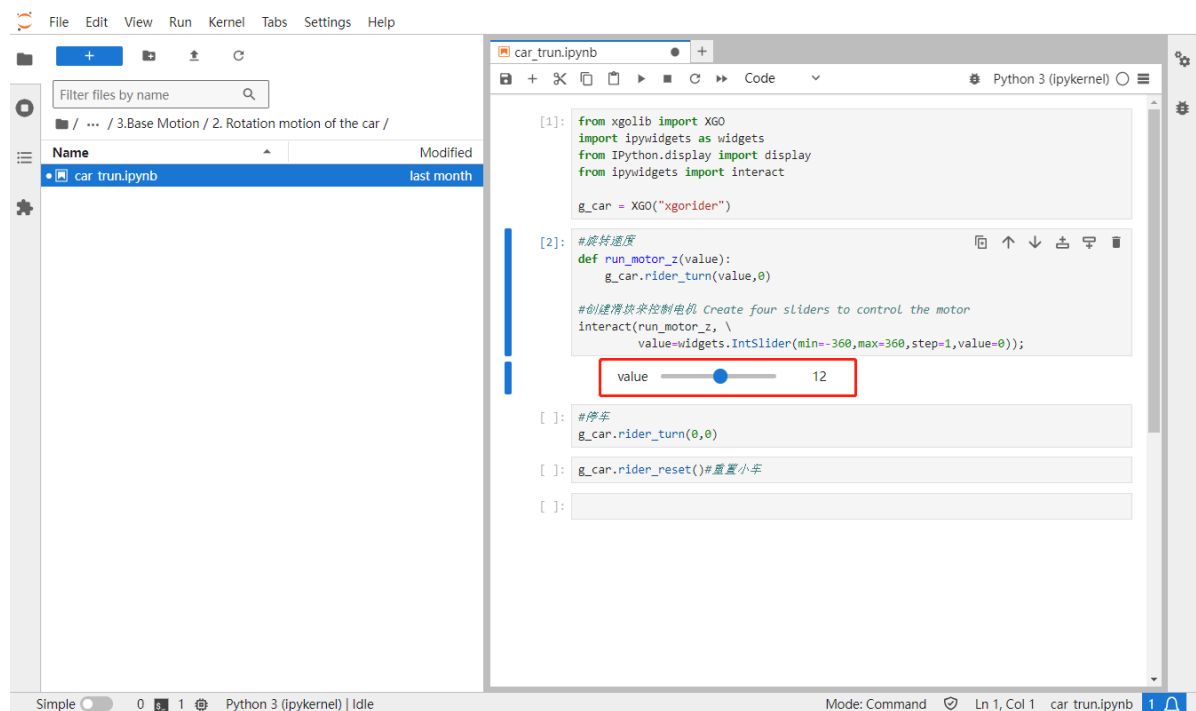 File Edit View Run Kernel Tabs Settings Help
Filter files by name
/ ··· / 3.Base Motion / 2. Rotation motion of the car /
Name Modified
car trun.ipynb last month
car_trun.ipynb
Code Python 3 (ipykernel)
[1]: from xgolib import XGO
import ipywidgets as widgets
from IPython.display import display
from ipywidgets import interact
g_car = XGO("xgorider")
[2]: #旋转速度
def run_motor_z(value):
g_car.rider_turn(value,0)
#创建滑块来控制电机 Create four sliders to control the motor
interact(run_motor_z, \
value=widgets.IntSlider(min=-360,max=360,step=1,value=0));
value 12
[ ]: #停车
g_car.rider_turn(0,0)
[ ]: g_car.rider_reset()#重置小车
[ ]:
Simple 0 $_ 1 Python 3 (ipykernel) | Idle Mode: Command Ln 1, Col 1 car trun.ipynb 1